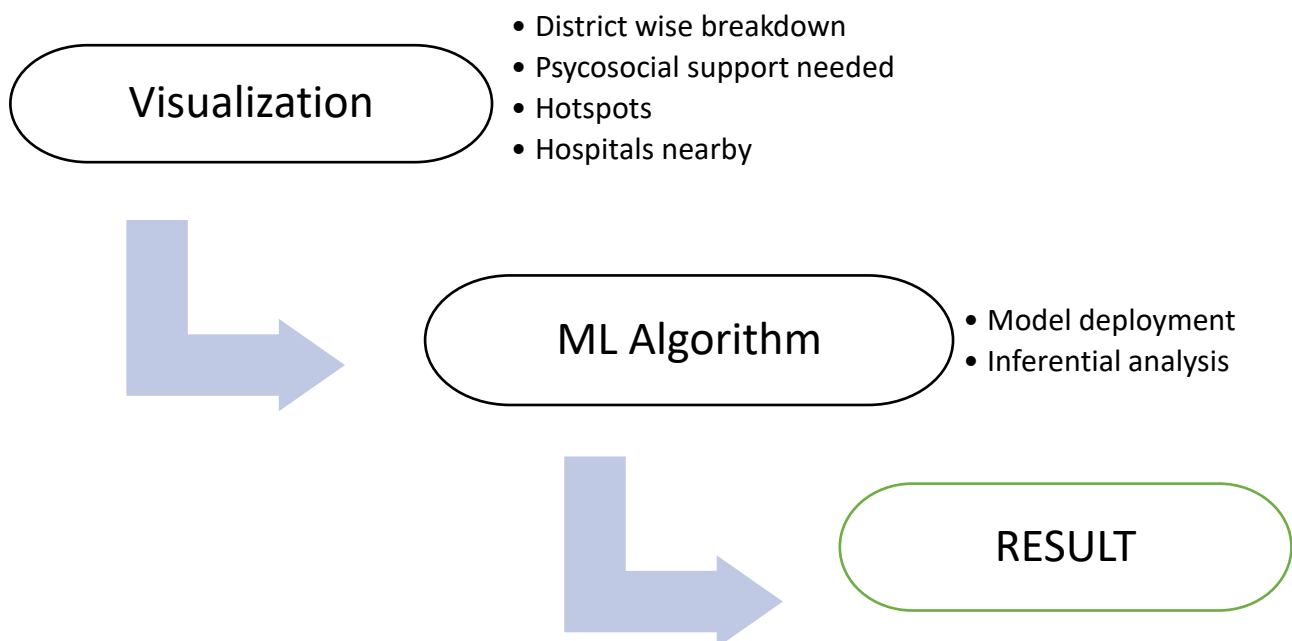 Visualization
• District wise breakdown
• Psycosocial support needed
• Hotspots
• Hospitals nearby
ML Algorithm
• Model deployment
• Inferential analysis
RESULT